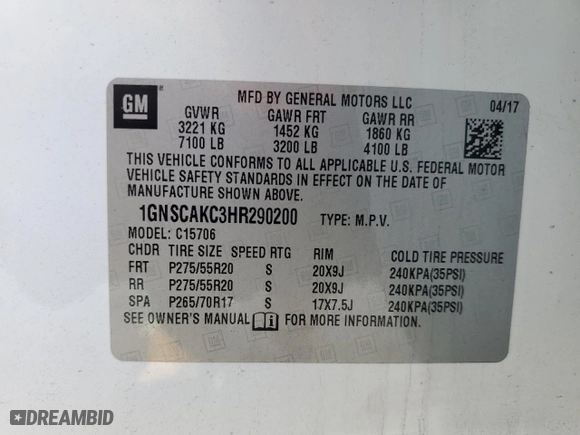 GM
MFD BY GENERAL MOTORS LLC 04/17
GVWR GAWR FRT GAWR RR
3221 KG 1452 KG 1860 KG
7100 LB 3200 LB 4100 LB
THIS VEHICLE CONFORMS TO ALL APPLICABLE U.S. FEDERAL MOTOR
VEHICLE SAFETY STANDARDS IN EFFECT ON THE DATE OF
MANUFACTURE SHOWN ABOVE.
1GNSCAKC3HR290200 TYPE: M.P.V.
MODEL: C15706
CHDR TIRE SIZE SPEED RTG RIM COLD TIRE PRESSURE
FRT P275/55R20 S 20X9J 240KPA(35PSI)
RR P275/55R20 S 20X9J 240KPA(35PSI)
SPA P265/70R17 S 17X7.5J 240KPA(35PSI)
SEE OWNER'S MANUAL FOR MORE INFORMATION.
DREAMBID